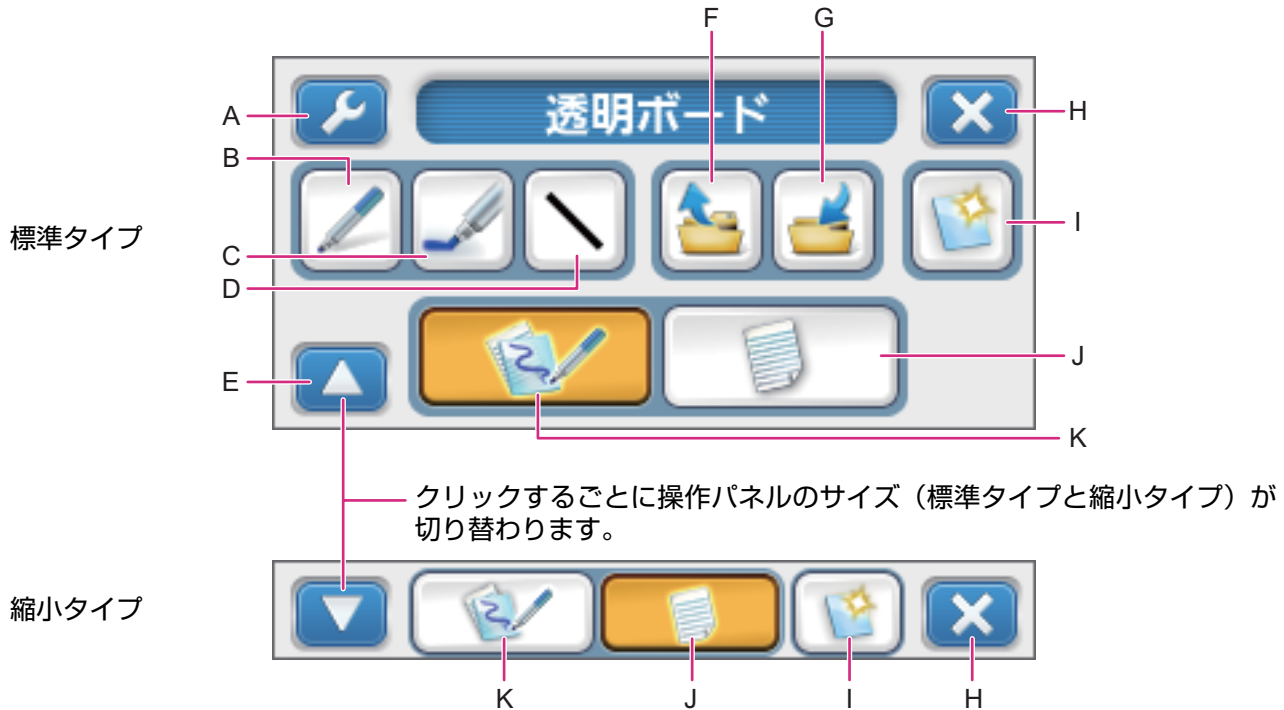 F G
A 透明ボード H
B
標準タイプ I
C
D
E J
K
クリックするごとに操作パネルのサイズ（標準タイプと縮小タイプ）が
切り替わります。
縮小タイプ
K J I H